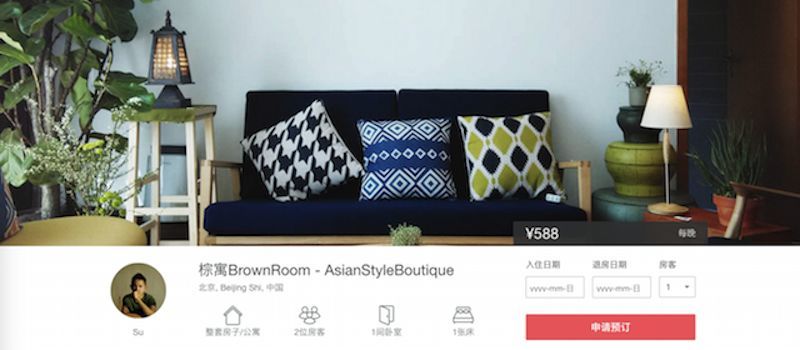 ¥588
每晚
棕寓BrownRoom - AsianStyleBoutique
北京, Beijing Shi, 中国
Su
整套房子/公寓
2位房客
1间卧室
1张床
入住日期
退房日期
房客
yyyy-mm-日
yyyy-mm-日
1
申请预订